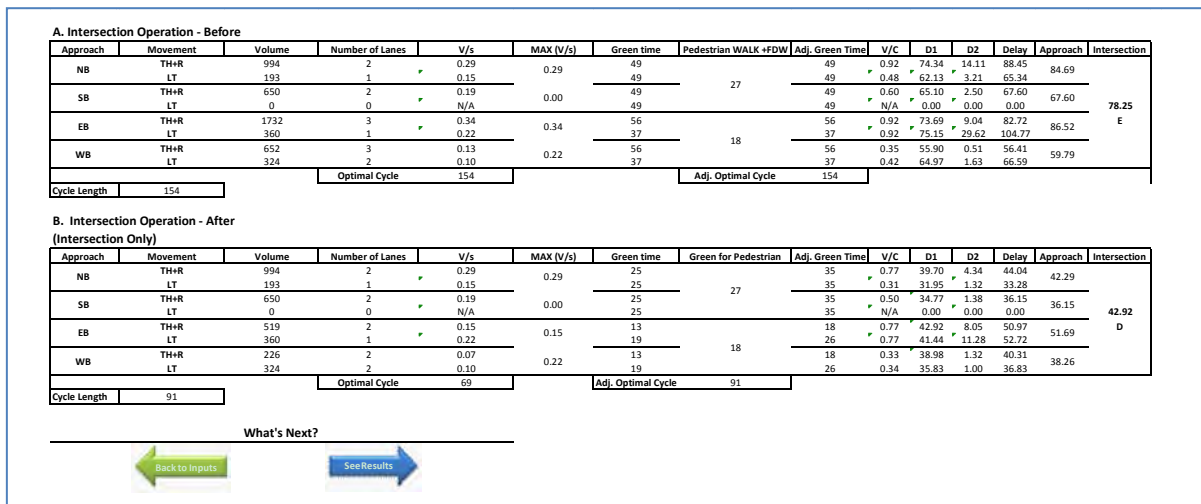 A. Intersection Operation - Before
Approach Movement Volume Number of Lanes V/s MAX (V/s) Green time Pedestrian WALK +FDW Adj. Green Time V/C D1 D2 Delay Approach Intersection
NB TH+R 994 2 0.29 0.29 49 27 49 0.92 74.34 14.11 88.45 84.69
LT 193 1 0.15 49 49 0.48 62.13 3.21 65.34
SB TH+R 650 2 0.19 0.00 49 49 0.60 65.10 2.50 67.60 67.60
LT 0 0 N/A 49 49 N/A 0.00 0.00 0.00
78.25
E
EB TH+R 1732 3 0.34 0.34 56 18 56 0.92 73.69 9.04 82.72 86.52
LT 360 1 0.22 37 37 0.92 75.15 29.62 104.77
WB TH+R 652 3 0.13 0.22 56 56 0.35 55.90 0.51 56.41 59.79
LT 324 2 0.10 37 37 0.42 64.97 1.63 66.59
Optimal Cycle 154 Adj. Optimal Cycle 154
Cycle Length 154
B. Intersection Operation - After
(Intersection Only)
Approach Movement Volume Number of Lanes V/s MAX (V/s) Green time Green for Pedestrian Adj. Green Time V/C D1 D2 Delay Approach Intersection
NB TH+R 994 2 0.29 0.29 25 27 35 0.77 39.70 4.34 44.04 42.29
LT 193 1 0.15 25 35 0.31 31.95 1.32 33.28
SB TH+R 650 2 0.19 0.00 25 35 0.50 34.77 1.38 36.15 36.15
LT 0 0 N/A 25 35 N/A 0.00 0.00 0.00
42.92
D
EB TH+R 519 2 0.15 0.15 13 18 18 0.77 42.92 8.05 50.97 51.69
LT 360 1 0.22 19 26 0.77 41.44 11.28 52.72
WB TH+R 226 2 0.07 0.22 13 18 0.33 38.98 1.32 40.31 38.26
LT 324 2 0.10 19 26 0.34 35.83 1.00 36.83
Optimal Cycle 69 Adj. Optimal Cycle 91
Cycle Length 91
What's Next?
Back to Inputs
See Results